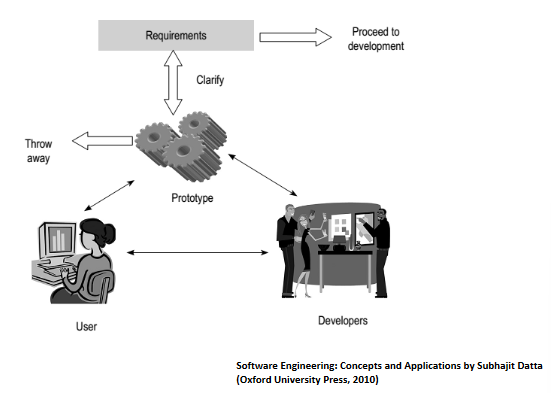 Requirements
Proceed to
development
Clarify
Throw
away
Prototype
User
Developers
Software Engineering: Concepts and Applications by Subhajit Datta
(Oxford University Press, 2010)